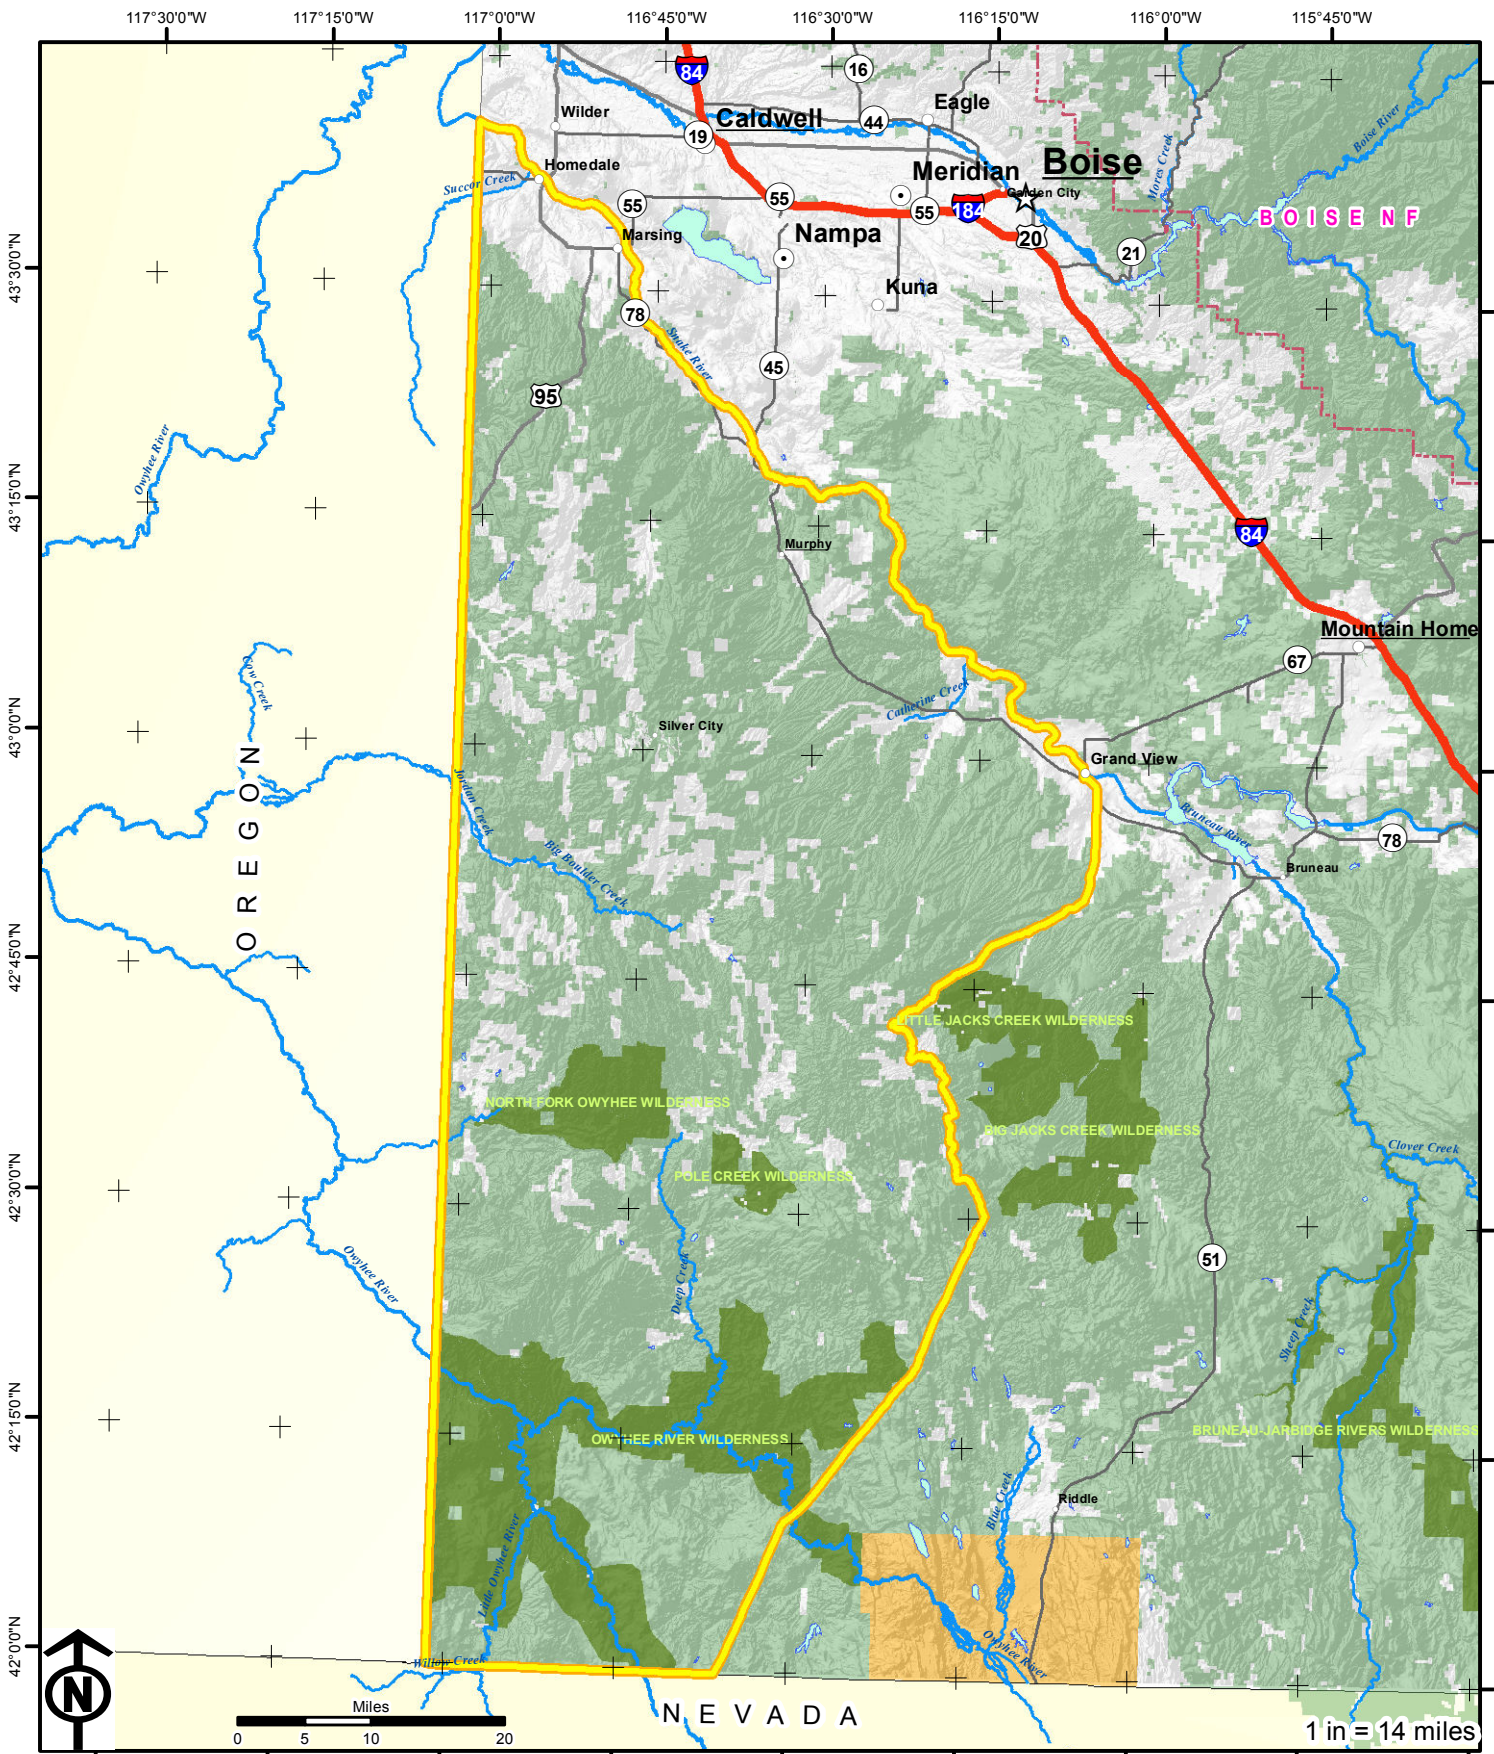 117°30'0"W 117°15'0"W 117°0'0"W 116°45'0"W 116°30'0"W 116°15'0"W 116°0'0"W 115°45'0"W
84
16
Eagle
Wilder
Caldwell
44
19
Boise River
Mores Creek
Homedale
Meridian
Boise
Succor Creek
Garden City
55
55
55
184
BOISE NF
Marsing
Nampa
20
21
43°30'0"N
Kuna
78
Snake River
45
95
Owyhee River
43°15'0"N
84
Murphy
Mountain Home
67
Cow Creek
Catherine Creek
43°0'0"N
Silver City
OREGON
Grand View
Jordan Creek
Bruneau River
78
Big Boulder Creek
Bruneau
42°45'0"N
LITTLE JACKS CREEK WILDERNESS
NORTH FORK OWYHEE WILDERNESS
BIG JACKS CREEK WILDERNESS
Clover Creek
POLE CREEK WILDERNESS
42°30'0"N
Owyhee River
Deep Creek
51
Sheep Creek
42°15'0"N
BRUNEAU-JARBIDGE RIVERS WILDERNESS
OWYHEE RIVER WILDERNESS
Riddle
Blue Creek
Little Owyhee River
42°0'0"N
Owyhee River
Willow Creek
N
NEVADA
Miles
0 5 10 20
1 in = 14 miles